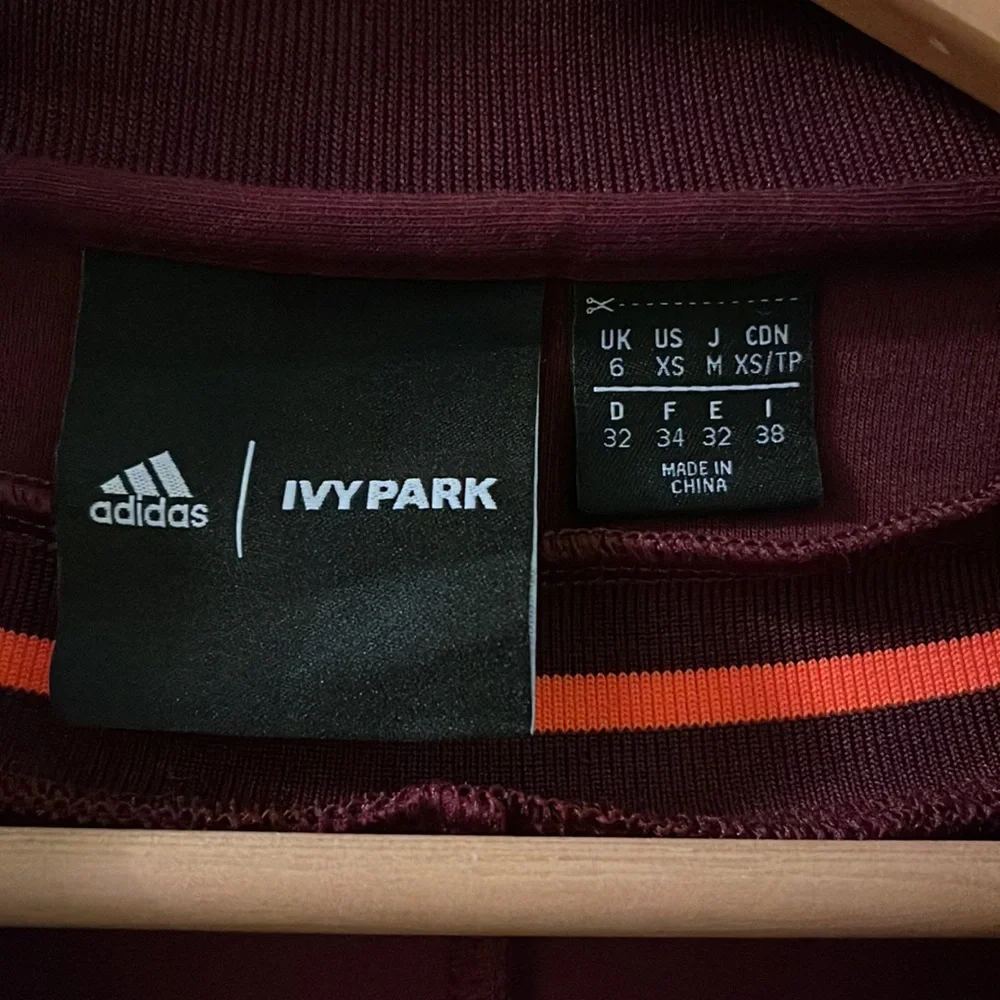 adidas
IVY PARK
UK US J CDN
6 XS M XS/TP
D F E I
32 34 32 38
MADE IN
CHINA